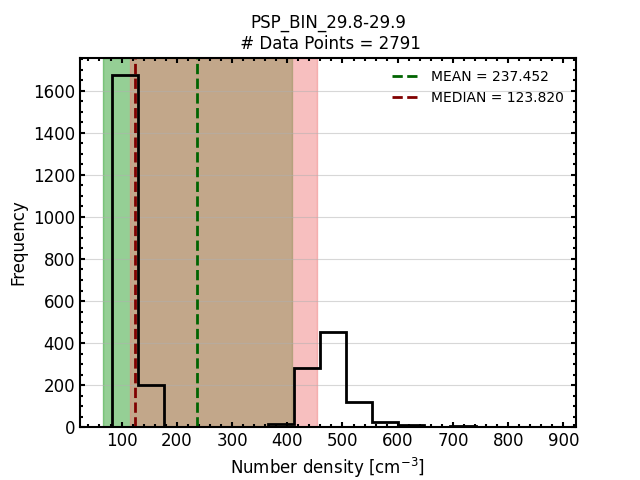 PSP_BIN_29.8-29.9
# Data Points = 2791
MEAN = 237.452
MEDIAN = 123.820
Frequency
1600
1400
1200
1000
800
600
400
200
0
100 200 300 400 500 600 700 800 900
Number density [cm⁻³]